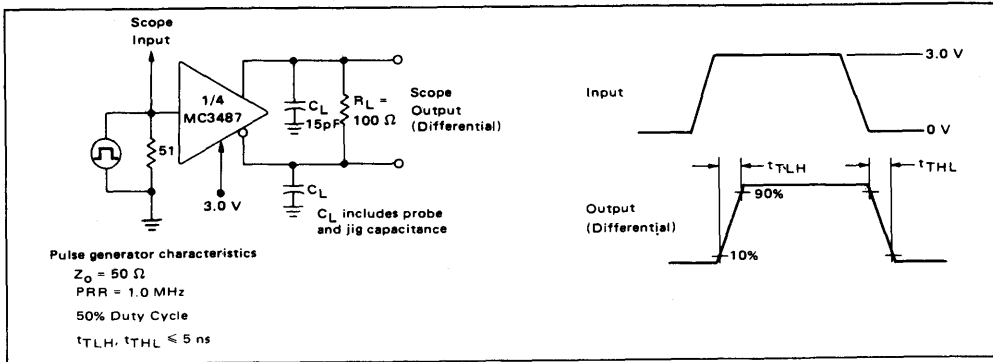 Scope
Input
1/4
MC3487
51
3.0 V
C_L
15pF
R_L =
100 Ω
Scope
Output
(Differential)
C_L
C_L includes probe
and jig capacitance
Pulse generator characteristics
Z_o = 50 Ω
PRR = 1.0 MHz
50% Duty Cycle
t_TLH, t_THL ≤ 5 ns
Input
3.0 V
0 V
t_TLH
t_THL
90%
Output
(Differential)
10%